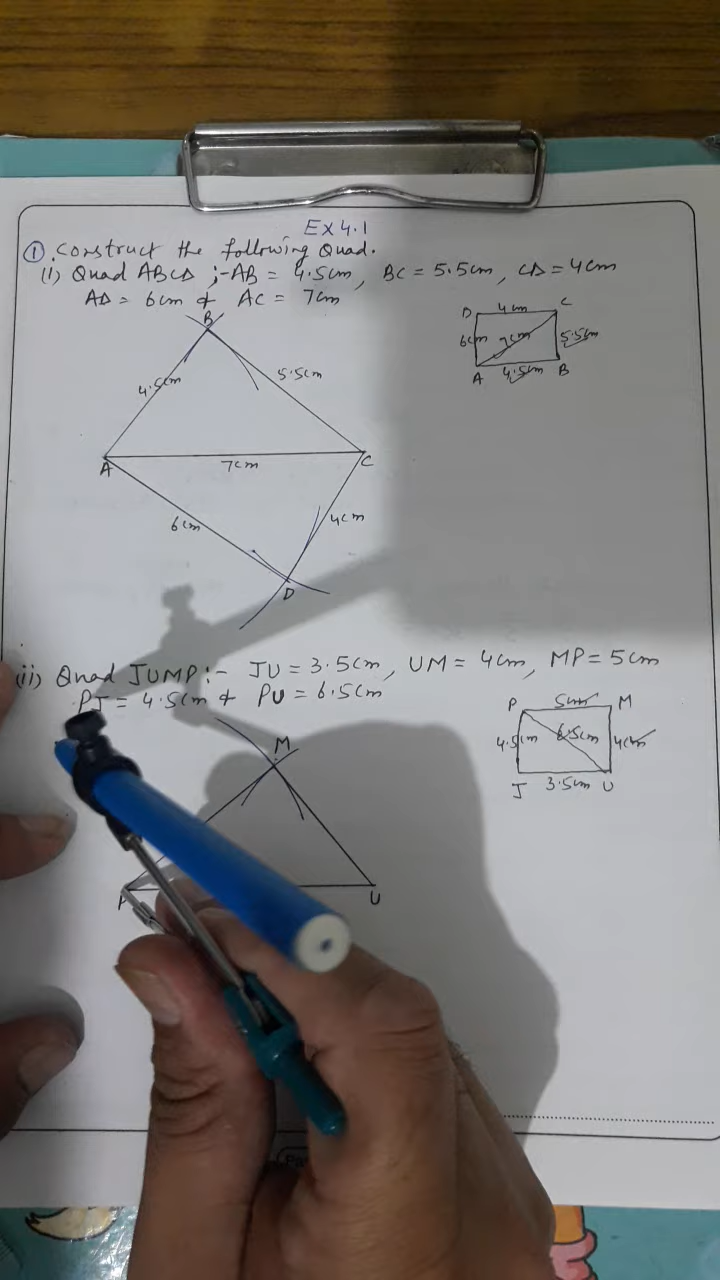 Ex 4.1
① . Construct the following Quad.
(i) Quad ABCD :- AB = 4.5cm, BC = 5.5cm, CD = 4cm
AD = 6cm & AC = 7cm
B
4.5cm
5.5cm
A
7cm
C
6cm
4cm
D
D
4cm
C
6cm
7cm
5.5cm
A
4.5cm
B
(ii) Quad JUMP :- JU = 3.5cm, UM = 4cm, MP = 5cm
PJ = 4.5cm & PU = 6.5cm
M
P
U
P
5cm
M
4.5cm
6.5cm
4cm
J
3.5cm
U